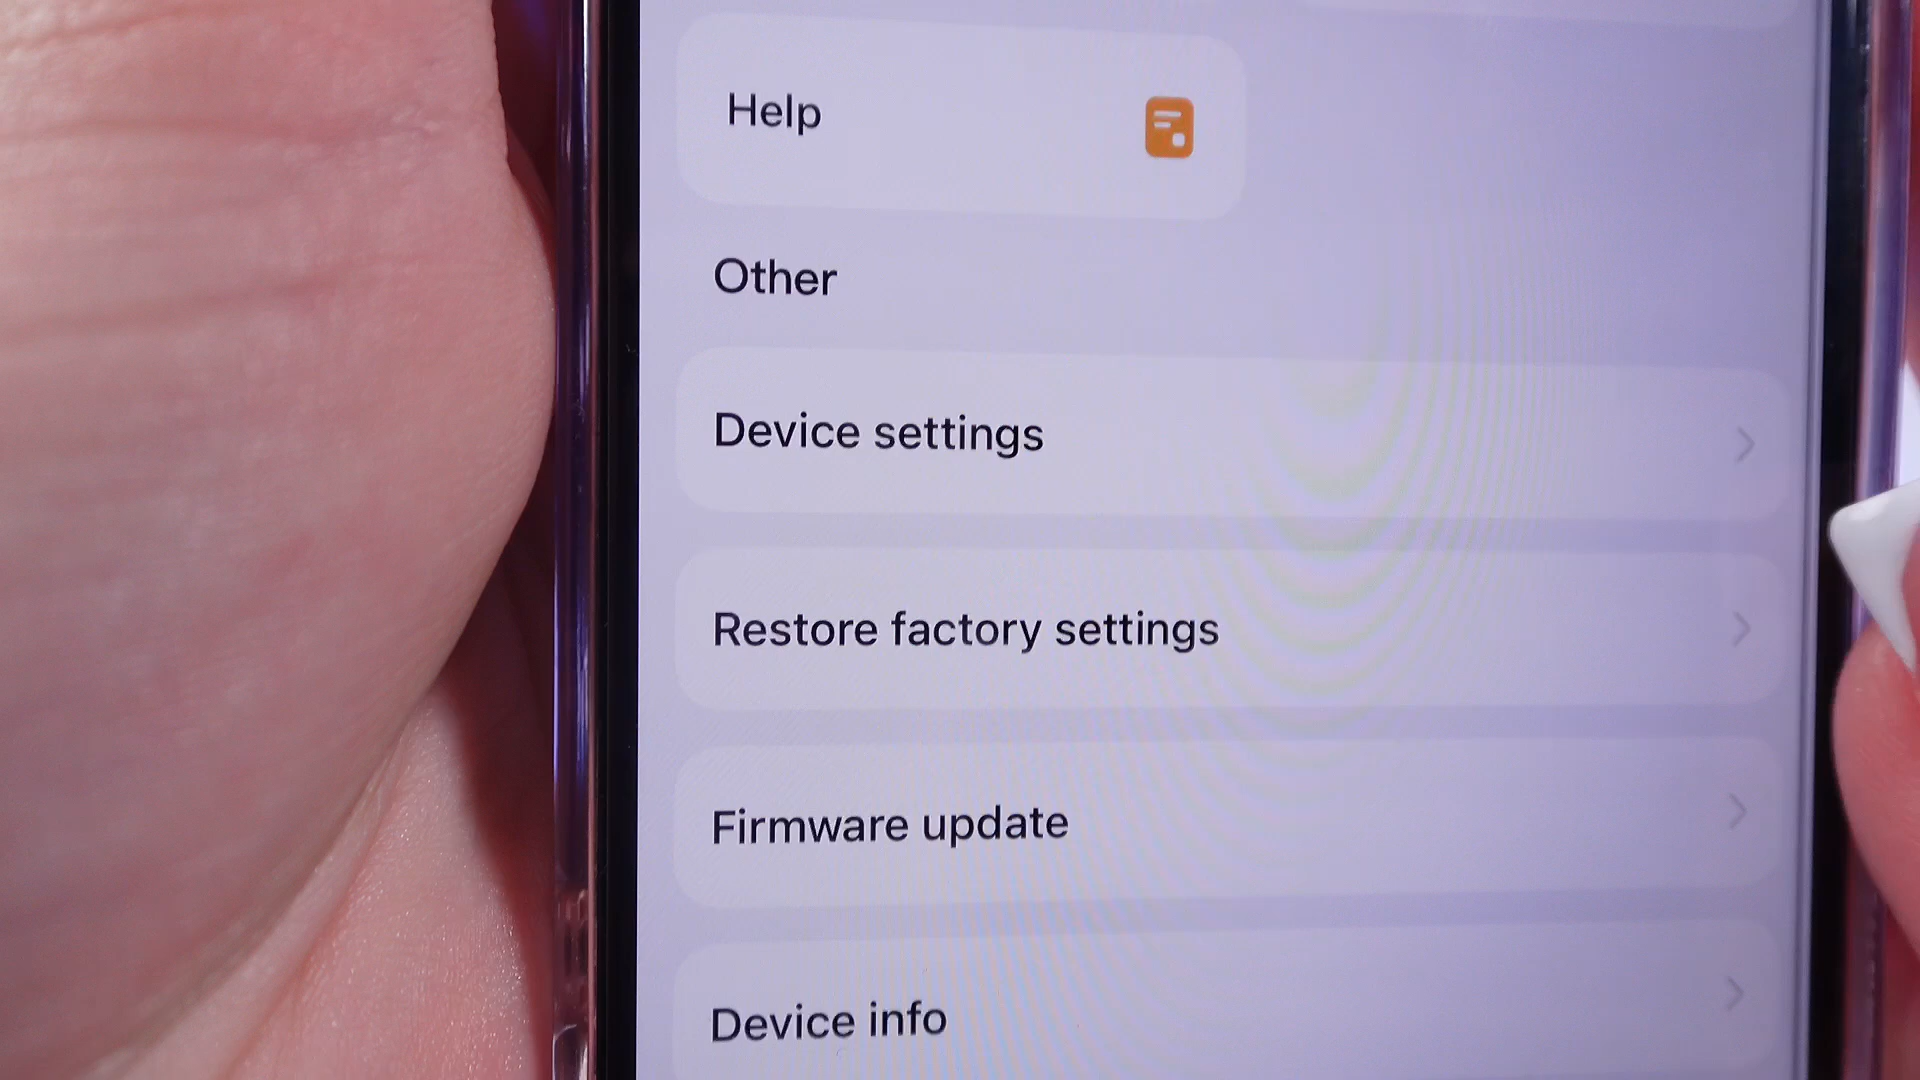 Help
Other
Device settings
Restore factory settings
Firmware update
Device info